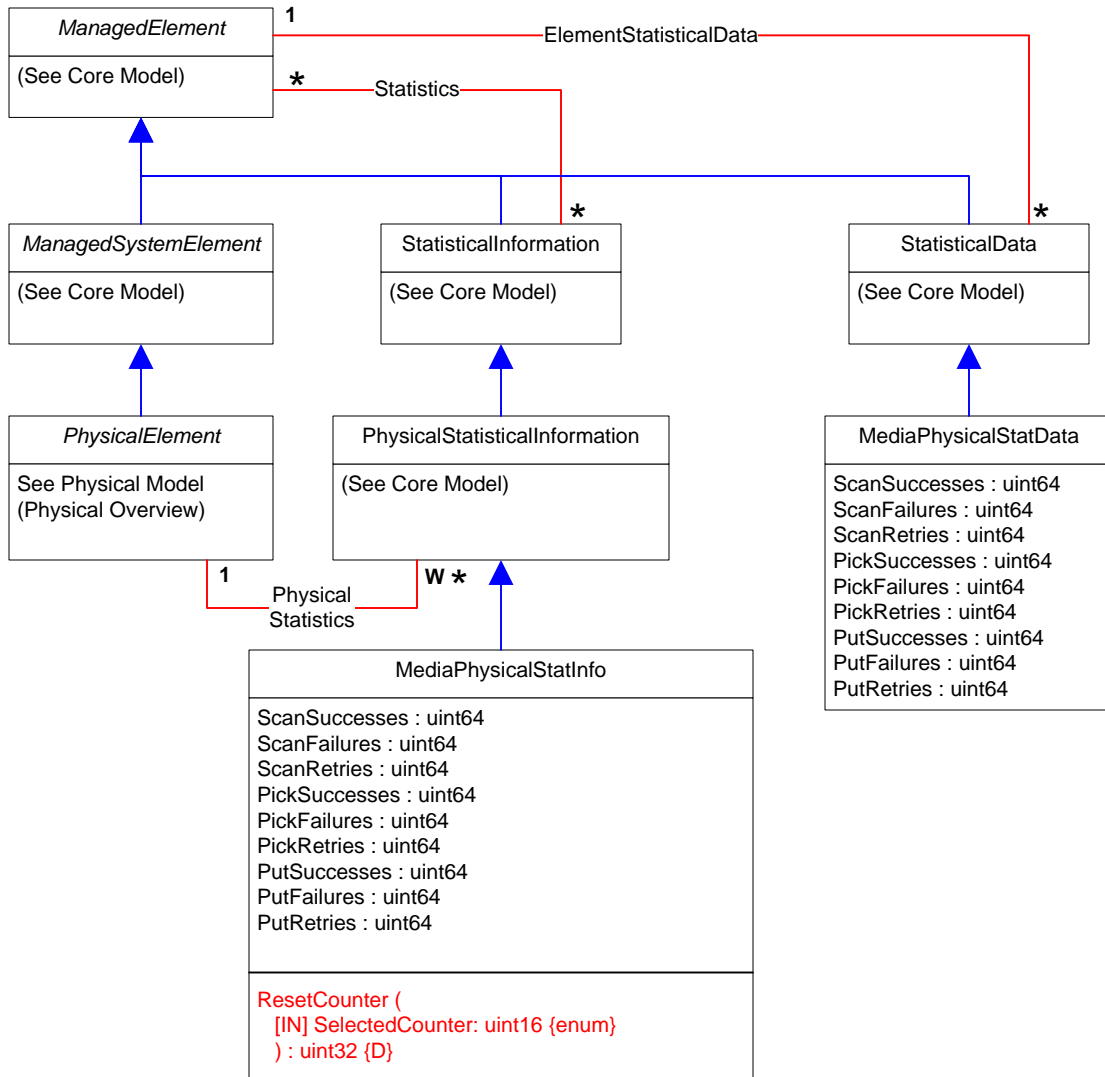 ManagedElement
(See Core Model)
1
ElementStatisticalData
*
Statistics
*
*
ManagedSystemElement
(See Core Model)
StatisticalInformation
(See Core Model)
StatisticalData
(See Core Model)
PhysicalElement
See Physical Model
(Physical Overview)
PhysicalStatisticalInformation
(See Core Model)
MediaPhysicalStatData
ScanSuccesses : uint64
ScanFailures : uint64
ScanRetries : uint64
PickSuccesses : uint64
PickFailures : uint64
PickRetries : uint64
PutSuccesses : uint64
PutFailures : uint64
PutRetries : uint64
1
Physical
Statistics
W *
MediaPhysicalStatInfo
ScanSuccesses : uint64
ScanFailures : uint64
ScanRetries : uint64
PickSuccesses : uint64
PickFailures : uint64
PickRetries : uint64
PutSuccesses : uint64
PutFailures : uint64
PutRetries : uint64
ResetCounter (
[IN] SelectedCounter: uint16 {enum}
) : uint32 {D}